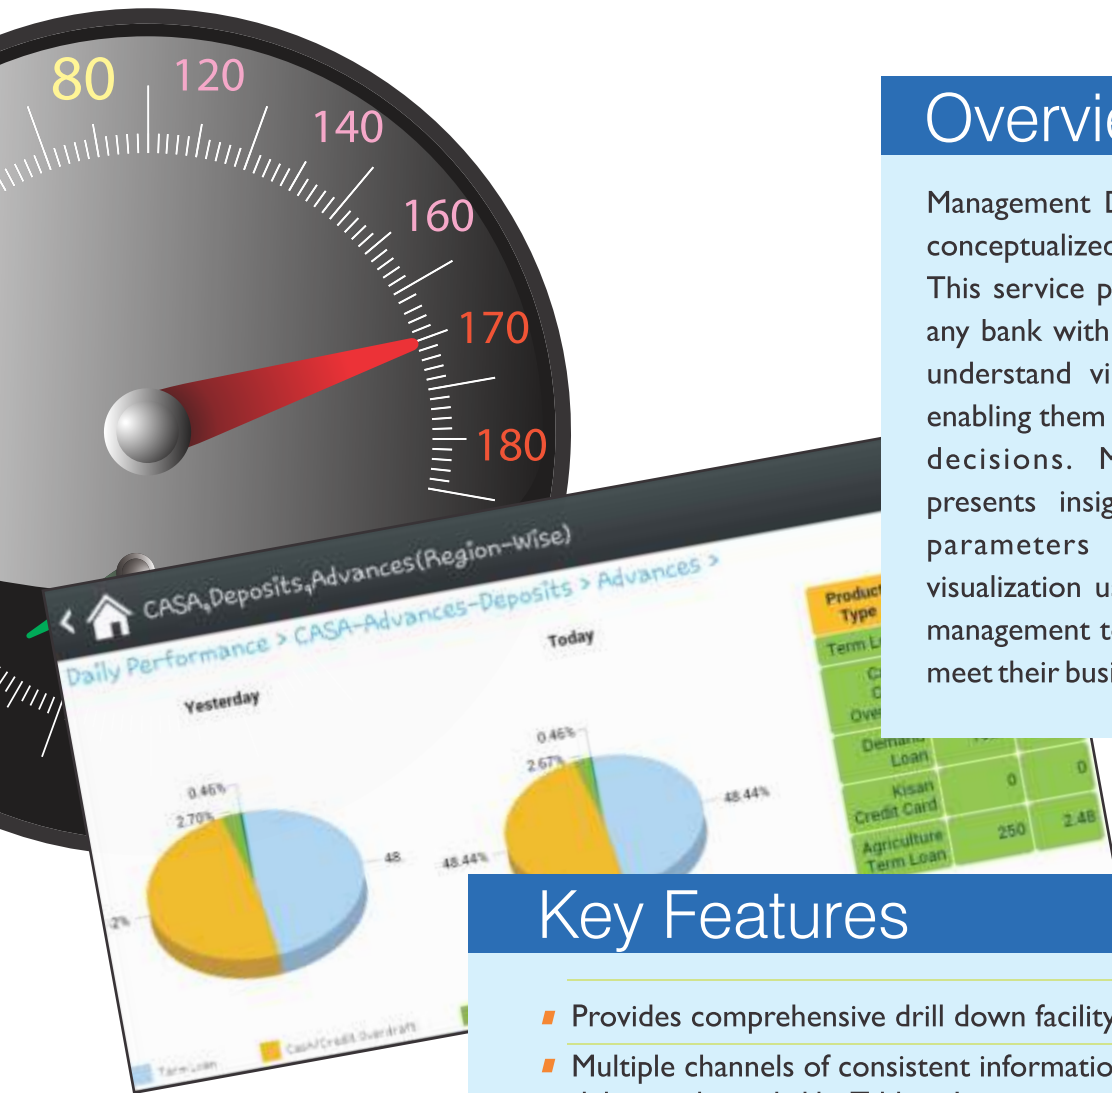 80
120
140
160
170
180
Overvie
Management D
conceptualized
This service p
any bank with
understand vi
enabling them
decisions. M
presents insig
parameters
visualization u
management t
meet their busi
CASA,Deposits,Advances(Region-Wise)
Daily Performance > CASA-Advances-Deposits > Advances >
Yesterday
0.46%
2.70%
48.
2%
Today
0.46%
2.67%
48.44%
48.44%
Product
Type
Term L
Over
Demand
Loan
Kisan
Credit Card
0
0
Agriculture
Term Loan
250
2.48
Term Loan
Cash/Credit Overdraft
Key Features
Provides comprehensive drill down facility
Multiple channels of consistent informatio